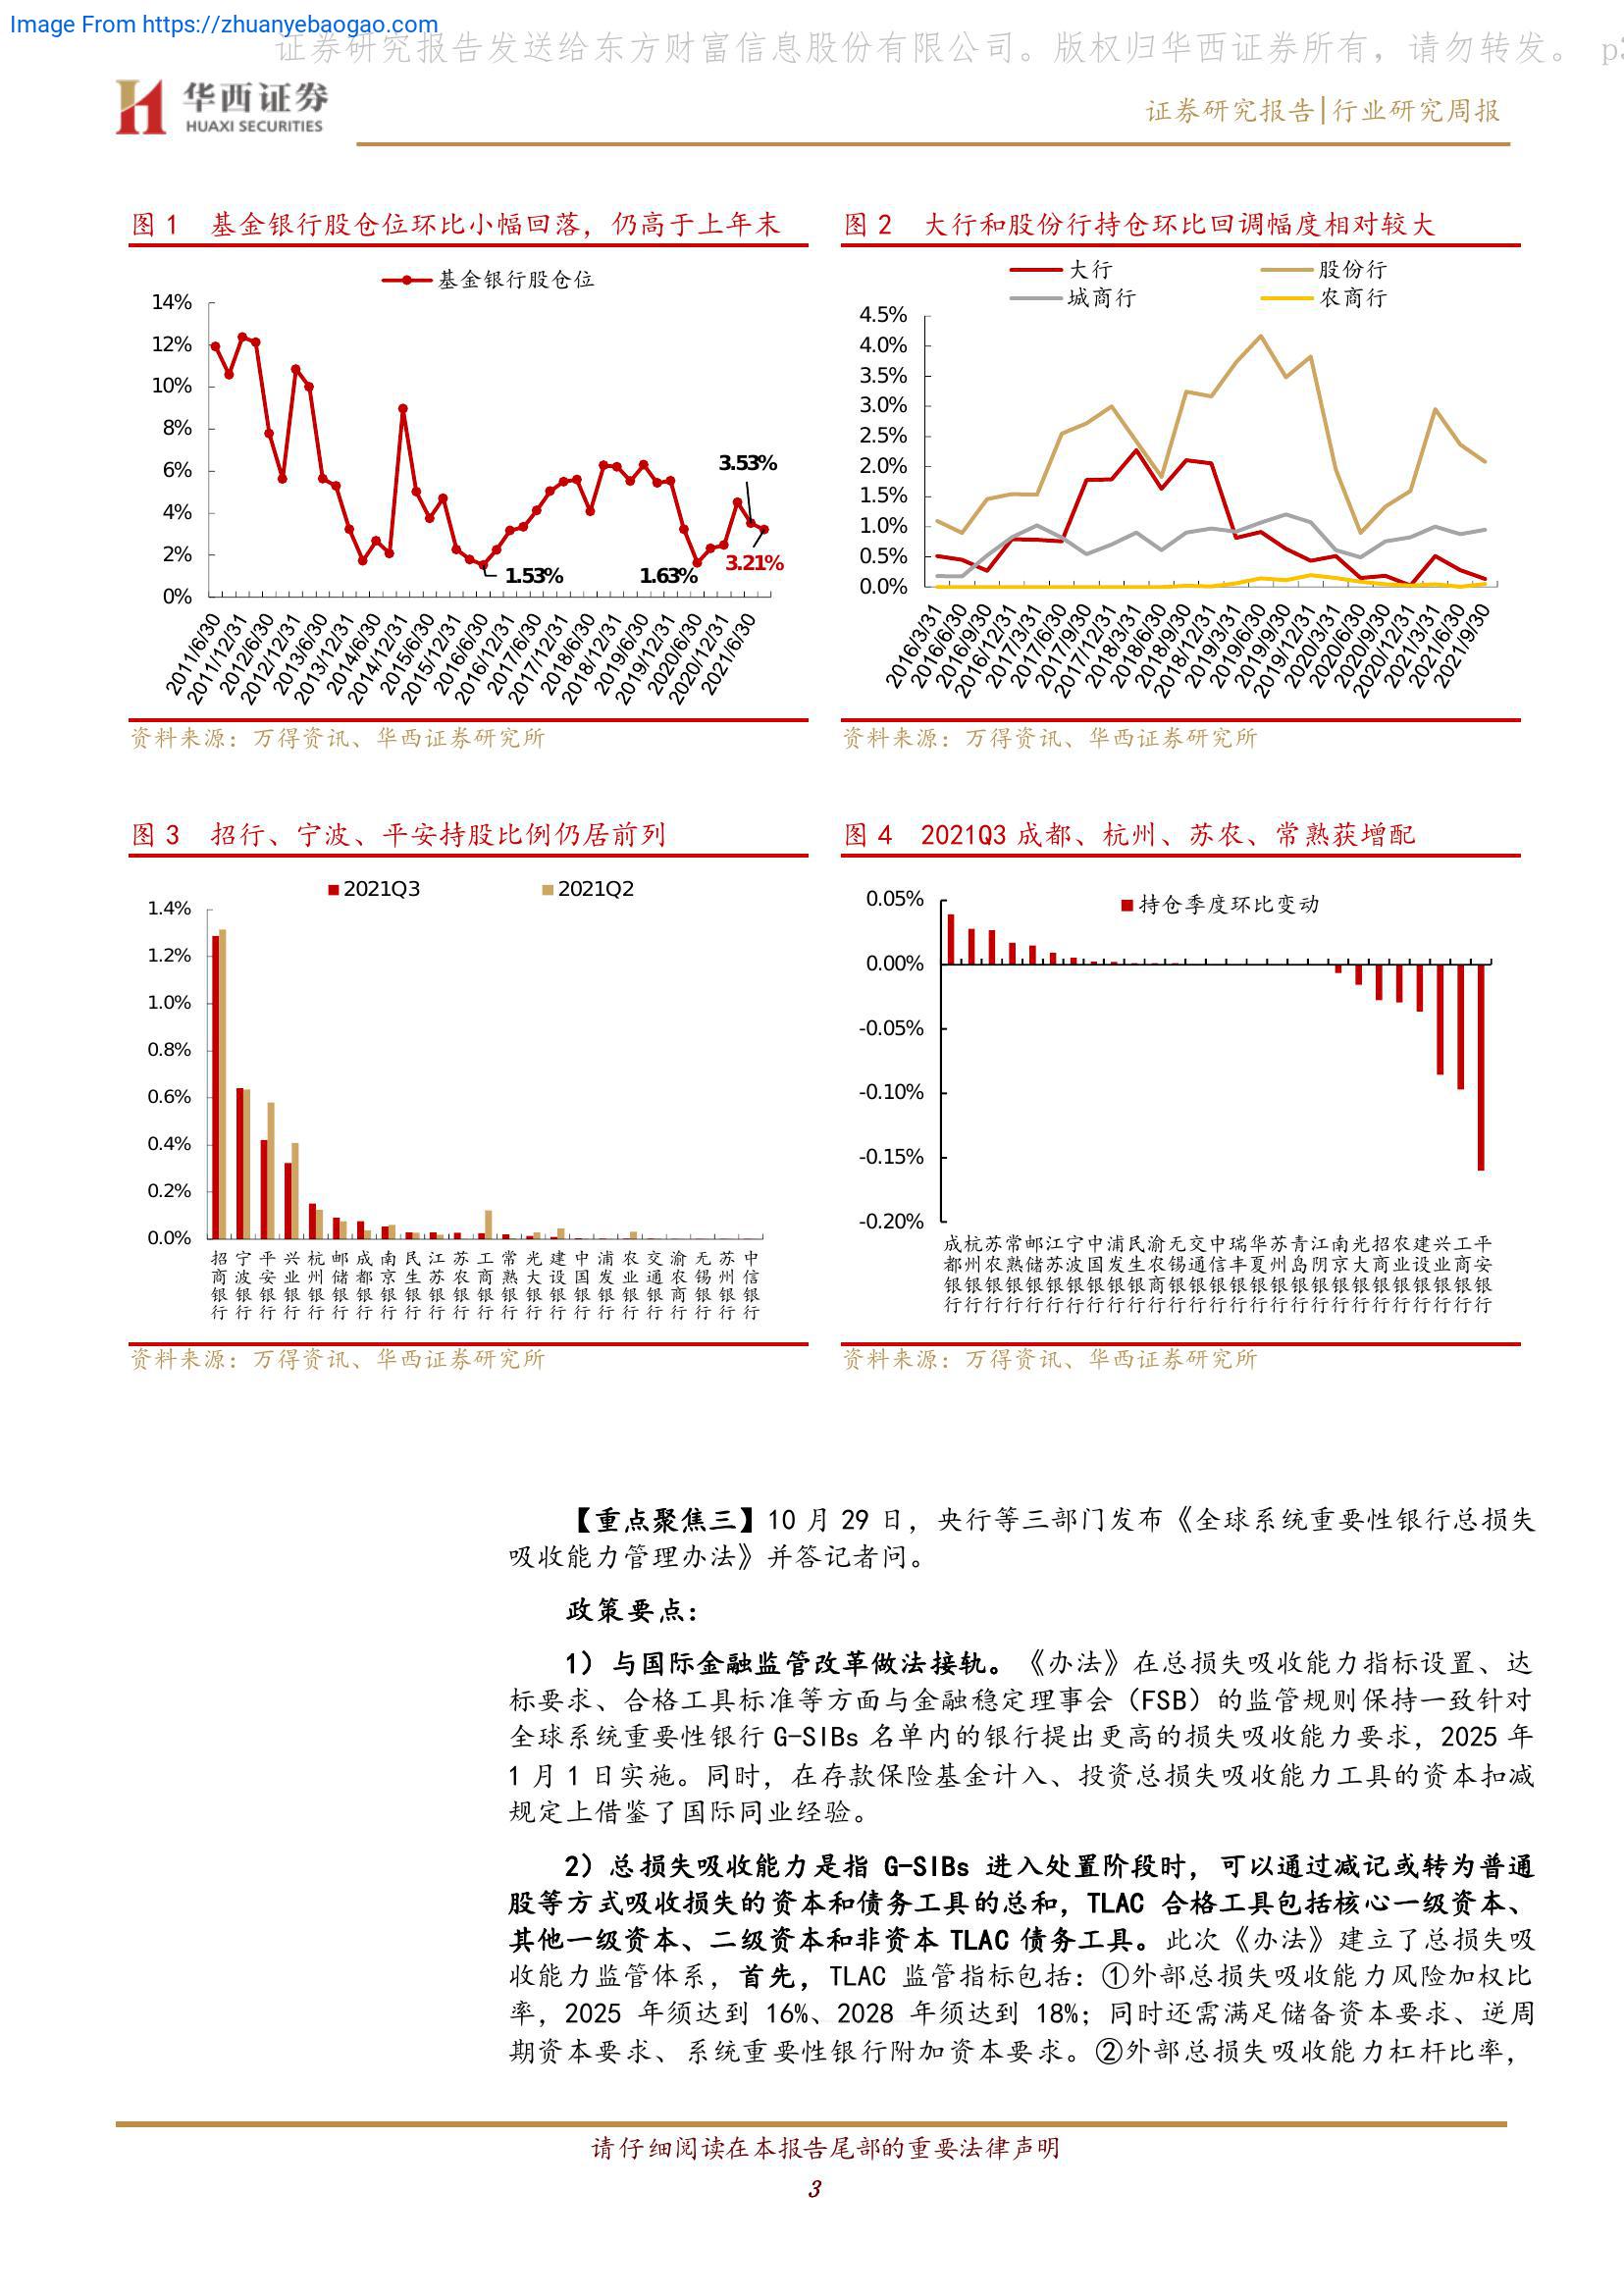 Image From https://zhuanyebaogao.com
证券研究报告发送给东方财富信息股份有限公司。版权归华西证券所有，请勿转发。 p3
华西证券
HUAXI SECURITIES
证券研究报告|行业研究周报
图 1 基金银行股仓位环比小幅回落，仍高于上年末
基金银行股仓位
14%
12%
10%
8%
6%
4%
2%
0%
3.53%
3.21%
1.53%
1.63%
2011/6/30
2011/12/31
2012/6/30
2012/12/31
2013/6/30
2013/12/31
2014/6/30
2014/12/31
2015/6/30
2015/12/31
2016/6/30
2016/12/31
2017/6/30
2017/12/31
2018/6/30
2018/12/31
2019/6/30
2019/12/31
2020/6/30
2020/12/31
2021/6/30
资料来源：万得资讯、华西证券研究所
图 2 大行和股份行持仓环比回调幅度相对较大
大行 股份行
城商行 农商行
4.5%
4.0%
3.5%
3.0%
2.5%
2.0%
1.5%
1.0%
0.5%
0.0%
2016/3/31
2016/6/30
2016/9/30
2016/12/31
2017/3/31
2017/6/30
2017/9/30
2017/12/31
2018/3/31
2018/6/30
2018/9/30
2018/12/31
2019/3/31
2019/6/30
2019/9/30
2019/12/31
2020/3/31
2020/6/30
2020/9/30
2020/12/31
2021/3/31
2021/6/30
2021/9/30
资料来源：万得资讯、华西证券研究所
图 3 招行、宁波、平安持股比例仍居前列
2021Q3 2021Q2
1.4%
1.2%
1.0%
0.8%
0.6%
0.4%
0.2%
0.0%
招商银行
宁波银行
平安银行
兴业银行
杭州银行
邮储银行
成都银行
南京银行
民生银行
江苏银行
苏农银行
工商银行
常熟银行
光大银行
建设银行
中国银行
浦发银行
农业银行
交通银行
渝农商行
无锡银行
苏州银行
中信银行
资料来源：万得资讯、华西证券研究所
图 4 2021Q3 成都、杭州、苏农、常熟获增配
持仓季度环比变动
0.05%
0.00%
-0.05%
-0.10%
-0.15%
-0.20%
成都银行
杭州银行
苏农银行
常熟银行
邮储银行
江苏银行
宁波银行
中国银行
浦发银行
民生银行
渝农商行
无锡银行
交通银行
中信银行
瑞丰银行
华夏银行
苏州银行
青岛银行
江阴银行
南京银行
光大银行
招商银行
农业银行
建设银行
兴业银行
工商银行
平安银行
资料来源：万得资讯、华西证券研究所
【重点聚焦三】10 月 29 日，央行等三部门发布《全球系统重要性银行总损失
吸收能力管理办法》并答记者问。
政策要点：
1）与国际金融监管改革做法接轨。《办法》在总损失吸收能力指标设置、达
标要求、合格工具标准等方面与金融稳定理事会（FSB）的监管规则保持一致针对
全球系统重要性银行 G-SIBs 名单内的银行提出更高的损失吸收能力要求，2025 年
1 月 1 日实施。同时，在存款保险基金计入、投资总损失吸收能力工具的资本扣减
规定上借鉴了国际同业经验。
2）总损失吸收能力是指 G-SIBs 进入处置阶段时，可以通过减记或转为普通
股等方式吸收损失的资本和债务工具的总和，TLAC 合格工具包括核心一级资本、
其他一级资本、二级资本和非资本 TLAC 债务工具。此次《办法》建立了总损失吸
收能力监管体系，首先，TLAC 监管指标包括：①外部总损失吸收能力风险加权比
率，2025 年须达到 16%、2028 年须达到 18%；同时还需满足储备资本要求、逆周
期资本要求、系统重要性银行附加资本要求。②外部总损失吸收能力杠杆比率，
请仔细阅读在本报告尾部的重要法律声明
3